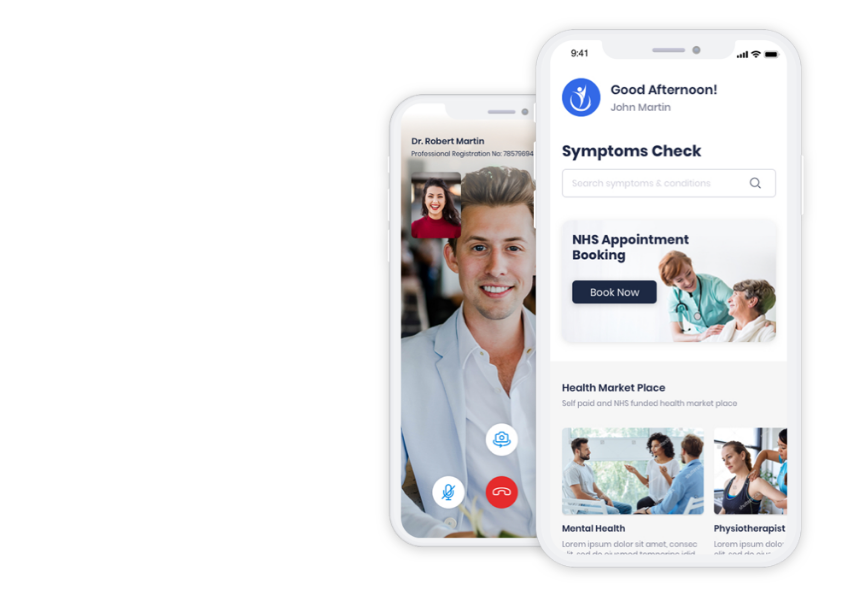 Dr. Robert Martin
Professional Registration No: 78579694
9:41
Good Afternoon!
John Martin
Symptoms Check
Search symptoms & conditions
NHS Appointment
Booking
Book Now
Health Market Place
Self paid and NHS funded health market place
Mental Health
Lorem ipsum dolor sit amet, consec
Physiotherapist
Lorem ipsum dolo